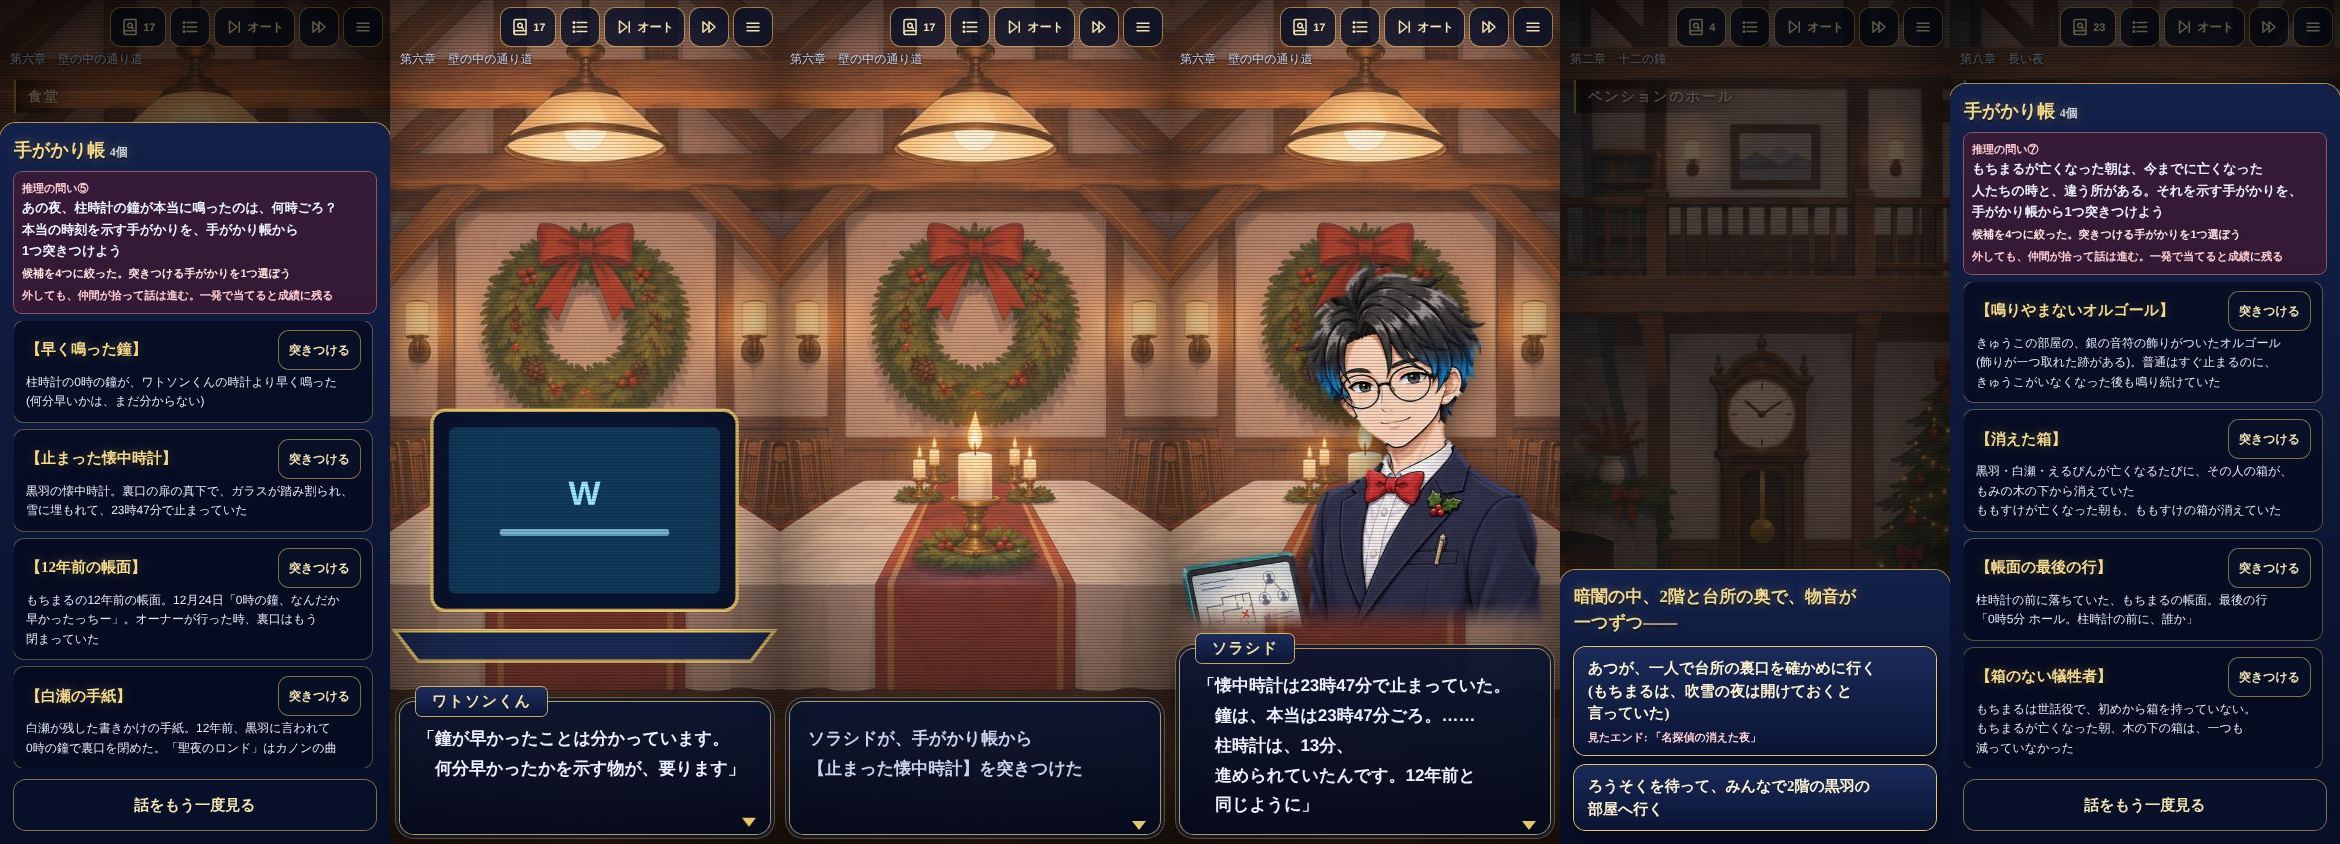 17
オート
第六章　壁の中の通り道
食堂
手がかり帳 4個
推理の問い⑤
あの夜、柱時計の鐘が本当に鳴ったのは、何時ごろ？
本当の時刻を示す手がかりを、手がかり帳から
1つ突きつけよう
候補を4つに絞った。突きつける手がかりを1つ選ぼう
外しても、仲間が拾って話は進む。一発で当てると成績に残る
【早く鳴った鐘】
突きつける
柱時計の0時の鐘が、ワトソンくんの時計より早く鳴った
(何分早いかは、まだ分からない)
【止まった懐中時計】
突きつける
黒羽の懐中時計。裏口の扉の真下で、ガラスが踏み割られ、
雪に埋もれて、23時47分で止まっていた
【12年前の帳面】
突きつける
もちまるの12年前の帳面。12月24日「0時の鐘、なんだか
早かったっちー」。オーナーが行った時、裏口はもう
閉まっていた
【白瀬の手紙】
突きつける
白瀬が残した書きかけの手紙。12年前、黒羽に言われて
0時の鐘で裏口を閉めた。「聖夜のロンド」はカノンの曲
話をもう一度見る
17
オート
第六章　壁の中の通り道
W
ワトソンくん
「鐘が早かったことは分かっています。
何分早かったかを示す物が、要ります」
17
オート
第六章　壁の中の通り道
ソラシドが、手がかり帳から
【止まった懐中時計】を突きつけた
17
オート
第六章　壁の中の通り道
ソラシド
「懐中時計は23時47分で止まっていた。
鐘は、本当は23時47分ごろ。……
柱時計は、13分、
進められていたんです。12年前と
同じように」
4
オート
第二章　十二の鐘
ペンションのホール
暗闇の中、2階と台所の奥で、物音が
一つずつ——
あつが、一人で台所の裏口を確かめに行く
(もちまるは、吹雪の夜は開けておくと
言っていた)
見たエンド: 「名探偵の消えた夜」
ろうそくを待って、みんなで2階の黒羽の
部屋へ行く
23
オート
第八章　長い夜
手がかり帳 4個
推理の問い⑦
もちまるが亡くなった朝は、今までに亡くなった
人たちの時と、違う所がある。それを示す手がかりを、
手がかり帳から1つ突きつけよう
候補を4つに絞った。突きつける手がかりを1つ選ぼう
外しても、仲間が拾って話は進む。一発で当てると成績に残る
【鳴りやまないオルゴール】
突きつける
きゅうこの部屋の、銀の音符の飾りがついたオルゴール
(飾りが一つ取れた跡がある)。普通はすぐ止まるのに、
きゅうこがいなくなった後も鳴り続けていた
【消えた箱】
突きつける
黒羽・白瀬・えるぴんが亡くなるたびに、その人の箱が、
もみの木の下から消えていた
ももすけが亡くなった朝も、ももすけの箱が消えていた
【帳面の最後の行】
突きつける
柱時計の前に落ちていた、もちまるの帳面。最後の行
「0時5分 ホール。柱時計の前に、誰か」
【箱のない犠牲者】
突きつける
もちまるは世話役で、初めから箱を持っていない。
もちまるが亡くなった朝、木の下の箱は、一つも
減っていなかった
話をもう一度見る